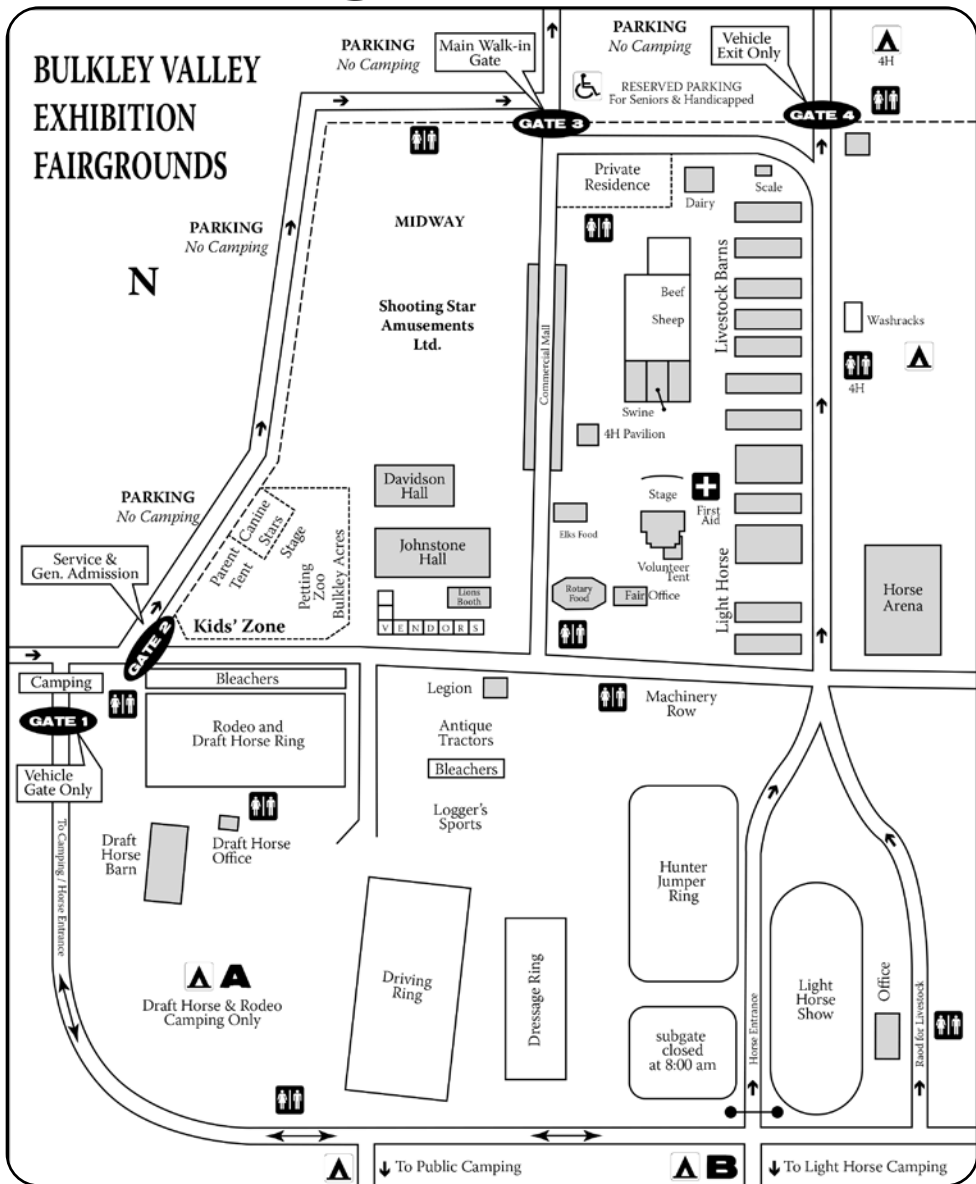 BULKLEY VALLEY
EXHIBITION
FAIRGROUNDS
PARKING
No Camping
Main Walk-in
Gate
PARKING
No Camping
Vehicle
Exit Only
4H
RESERVED PARKING
For Seniors & Handicapped
GATE 3
GATE 4
Private
Residence
Dairy
Scale
PARKING
No Camping
MIDWAY
N
Shooting Star
Amusements
Ltd.
Commercial Mall
Beef
Sheep
Swine
Livestock Barns
Washracks
4H
4H Pavilion
PARKING
No Camping
Davidson
Hall
Stage
First
Aid
Service &
Gen. Admission
Parent
Tent
Canine
Stars
Stage
Petting
Zoo
Bulkley Acres
Johnstone
Hall
Elks Food
Volunteer
Tent
Light Horse
Horse
Arena
Lions
Booth
Rotary
Food
Fair Office
Kids' Zone
VENDORS
GATE 2
Camping
Bleachers
GATE 1
Rodeo and
Draft Horse Ring
Legion
Machinery
Row
Antique
Tractors
Bleachers
Vehicle
Gate Only
Logger's
Sports
To Camping / Horse Entrance
Draft
Horse
Barn
Draft Horse
Office
Hunter
Jumper
Ring
A
Draft Horse & Rodeo
Camping Only
Driving
Ring
Dressage Ring
subgate
closed
at 8:00 am
Horse Entrance
Light
Horse
Show
Office
Raod for Livestock
To Public Camping
B
To Light Horse Camping